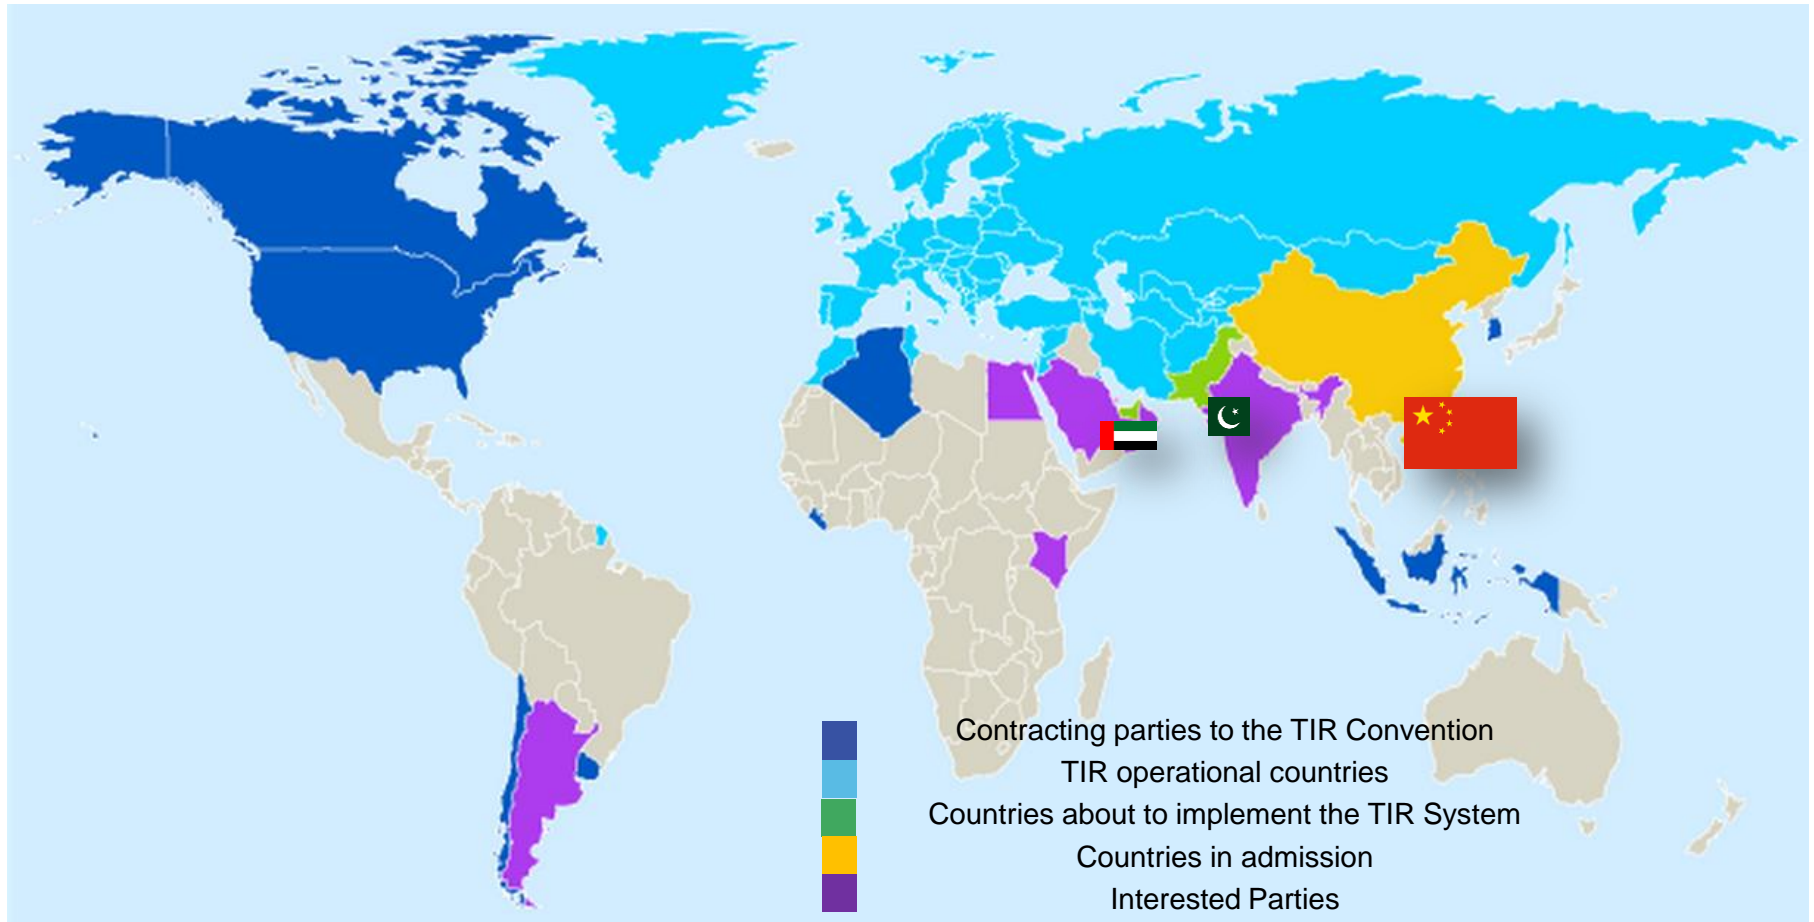 Contracting parties to the TIR Convention
TIR operational countries
Countries about to implement the TIR System
Countries in admission
Interested Parties